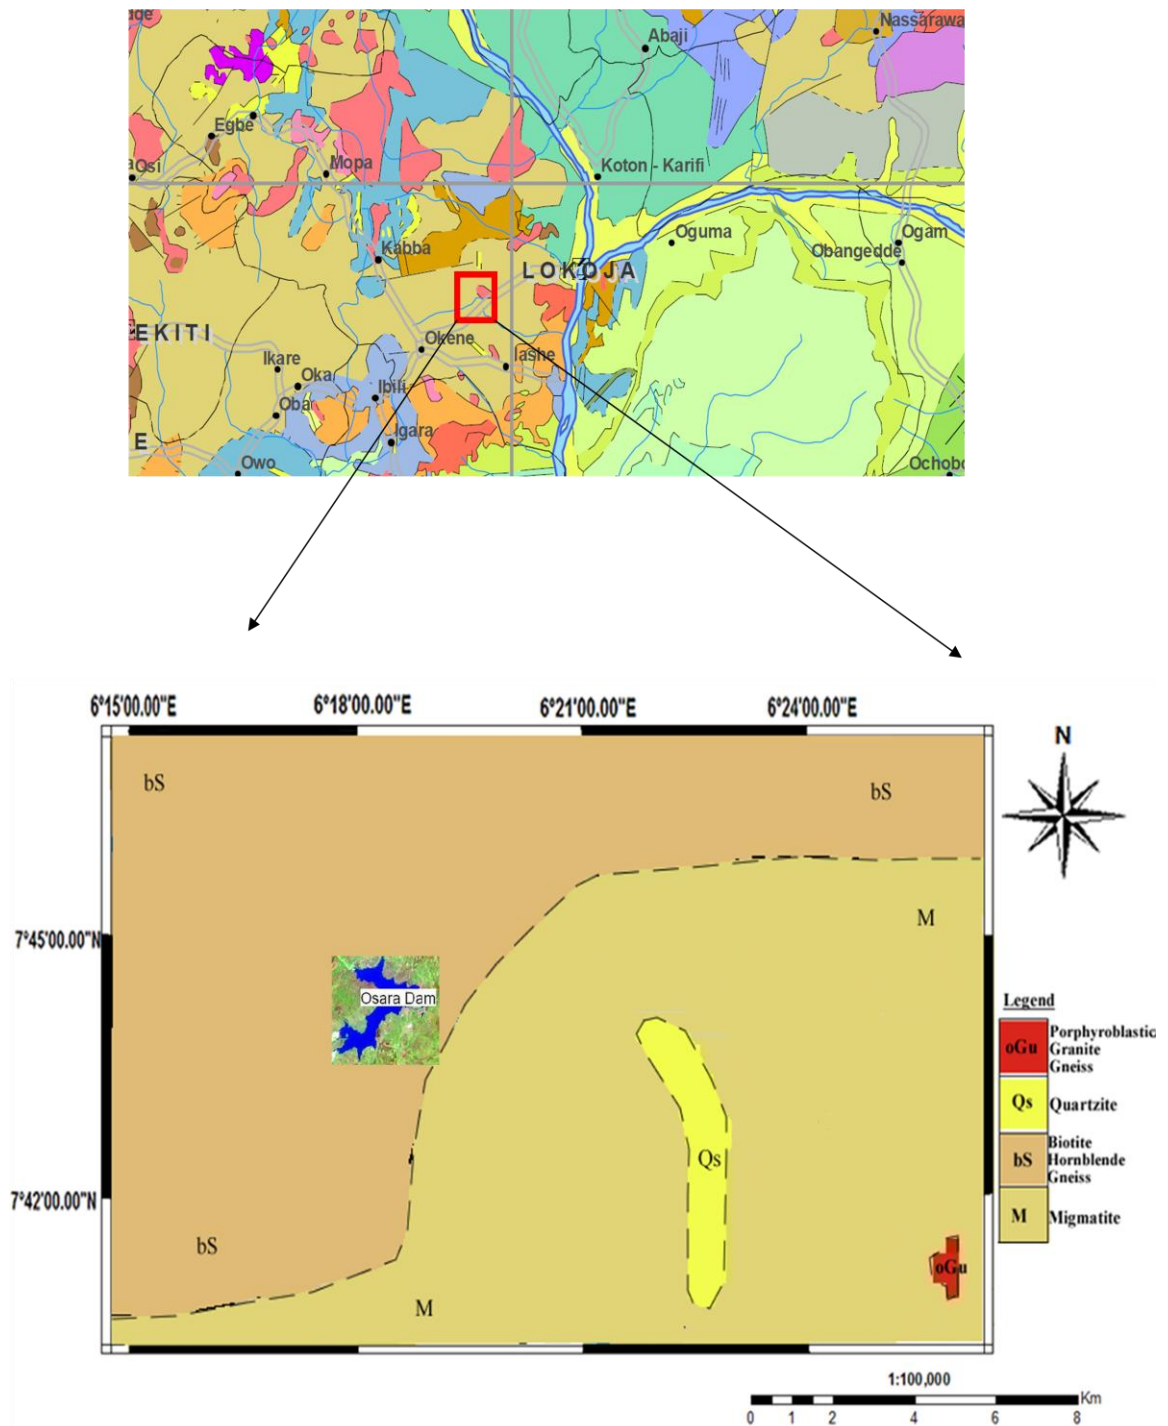 dge
Nassarawa
Abaji
Egbe
Osi
Mopa
Koton - Karifi
Oguma
Ogam
Kabba
Obangedde
LOKOJA
EKITI
Okene
Ikare
Tashe
Oka
Ibili
Oba
Igara
E
Owo
Ochobo
6°15'00.00"E 6°18'00.00"E 6°21'00.00"E 6°24'00.00"E
N
bS
bS
M
7°45'00.00"N
Osara Dam
Legend
oGu Porphyroblastic
Granite
Gneiss
Qs Quartzite
bS Biotite
Hornblende
Gneiss
M Migmatite
Qs
7°42'00.00"N
bS
oGu
M
1:100,000
Km
0 1 2 4 6 8